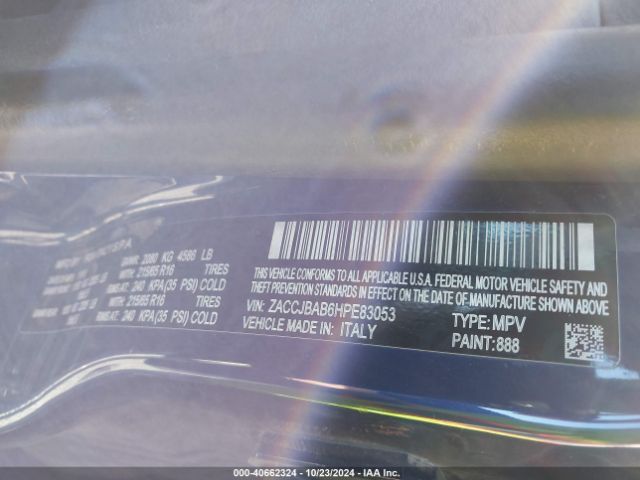 2080 KG 4586 LB
215/65 R16 TIRES
240 KPA(35 PSI) COLD
215/65 R16 TIRES
240 KPA(35 PSI) COLD
THIS VEHICLE CONFORMS TO ALL APPLICABLE U.S.A. FEDERAL MOTOR VEHICLE SAFETY AND
THEFT PREVENTION STANDARDS IN EFFECT ON THE DATE OF MANUFACTURE SHOWN ABOVE.
VIN: ZACCJBAB6HPE83053 TYPE: MPV
VEHICLE MADE IN: ITALY PAINT: 888
000-40662324 | 10/23/2024 | IAA Inc.